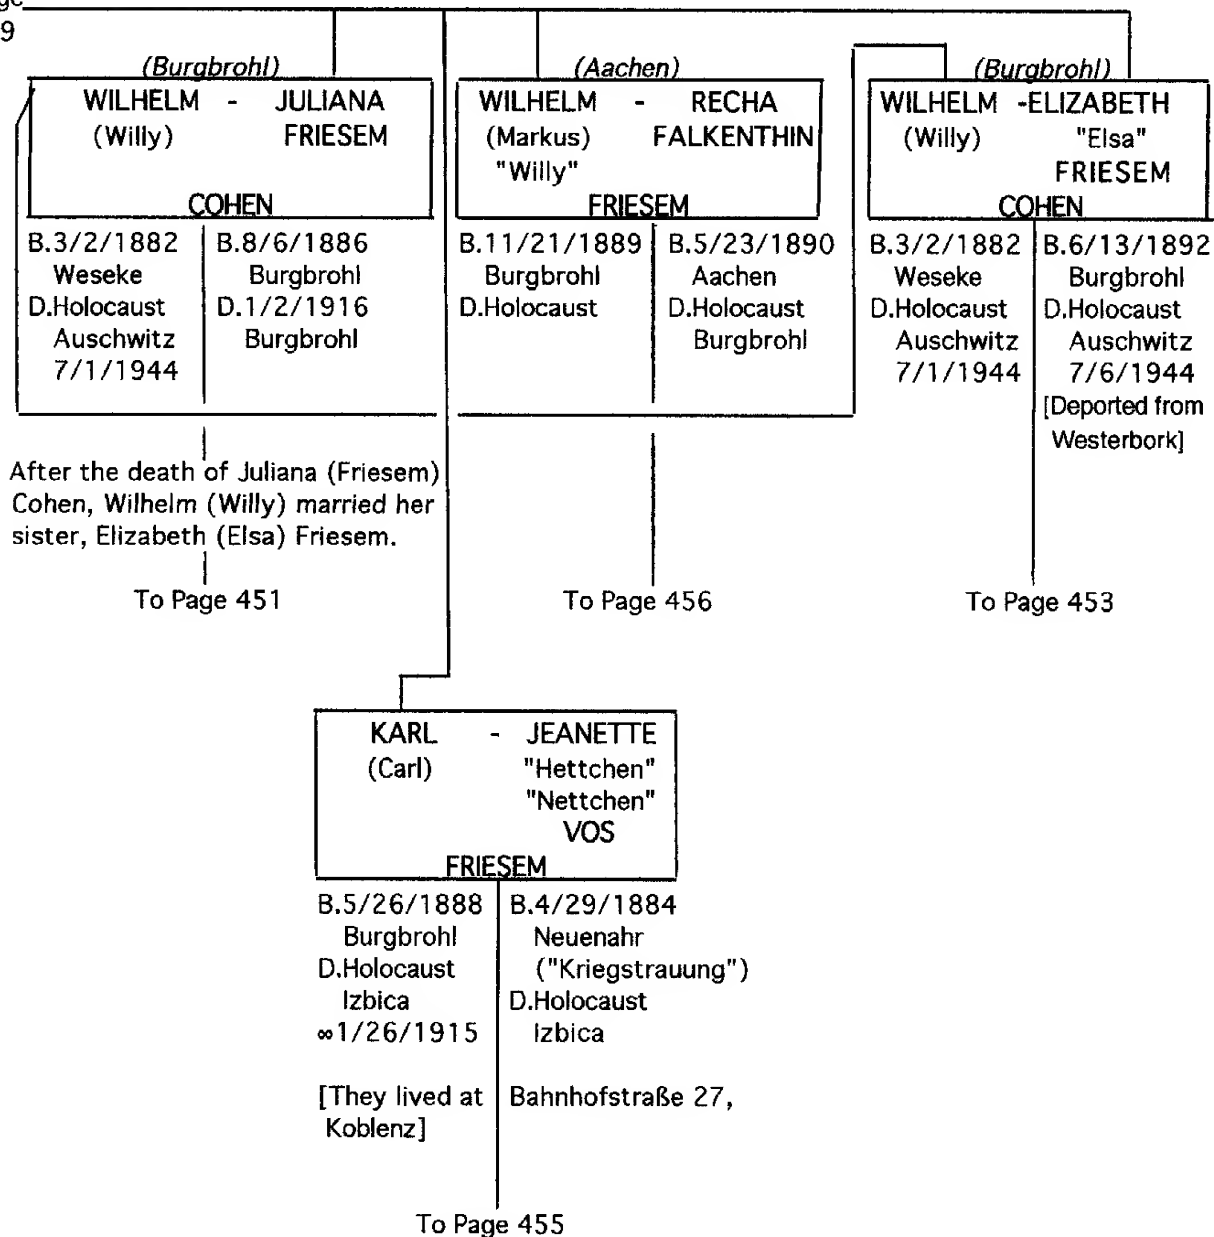 9
(Burgbrohl)
WILHELM - JULIANA
(Willy) FRIESEM
COHEN
B.3/2/1882 B.8/6/1886
Weseke Burgbrohl
D.Holocaust D.1/2/1916
Auschwitz Burgbrohl
7/1/1944
After the death of Juliana (Friesem)
Cohen, Wilhelm (Willy) married her
sister, Elizabeth (Elsa) Friesem.
To Page 451
(Aachen)
WILHELM - RECHA
(Markus) FALKENTHIN
"Willy"
FRIESEM
B.11/21/1889 B.5/23/1890
Burgbrohl Aachen
D.Holocaust D.Holocaust
Burgbrohl
To Page 456
(Burgbrohl)
WILHELM -ELIZABETH
(Willy) "Elsa"
FRIESEM
COHEN
B.3/2/1882 B.6/13/1892
Weseke Burgbrohl
D.Holocaust D.Holocaust
Auschwitz Auschwitz
7/1/1944 7/6/1944
[Deported from
Westerbork]
To Page 453
KARL - JEANETTE
(Carl) "Hettchen"
"Nettchen"
VOS
FRIESEM
B.5/26/1888 B.4/29/1884
Burgbrohl Neuenahr
D.Holocaust ("Kriegstrauung")
Izbica D.Holocaust
∞1/26/1915 Izbica
[They lived at Bahnhofstraße 27,
Koblenz]
To Page 455